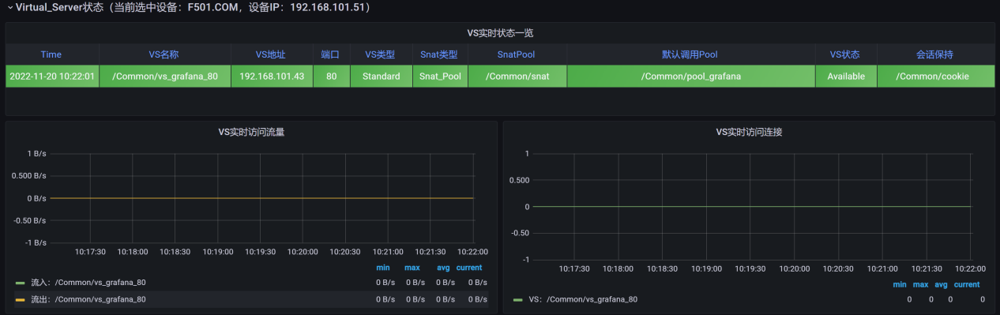 Virtual_Server状态（当前选中设备：F501.COM，设备IP：192.168.101.51）
VS实时状态一览
Time VS名称 VS地址 端口 VS类型 Snat类型 SnatPool 默认调用Pool VS状态 会话保持
2022-11-20 10:22:01 /Common/vs_grafana_80 192.168.101.43 80 Standard Snat_Pool /Common/snat /Common/pool_grafana Available /Common/cookie
VS实时访问流量
1 B/s
0.500 B/s
0 B/s
-0.50 B/s
-1 B/s
10:17:30 10:18:00 10:18:30 10:19:00 10:19:30 10:20:00 10:20:30 10:21:00 10:21:30 10:22:00
min max avg current
流入：/Common/vs_grafana_80 0 B/s 0 B/s 0 B/s 0 B/s
流出：/Common/vs_grafana_80 0 B/s 0 B/s 0 B/s 0 B/s
VS实时访问连接
1
0.500
0
-0.50
-1
10:17:30 10:18:00 10:18:30 10:19:00 10:19:30 10:20:00 10:20:30 10:21:00 10:21:30 10:22:00
min max avg current
VS：/Common/vs_grafana_80 0 0 0 0